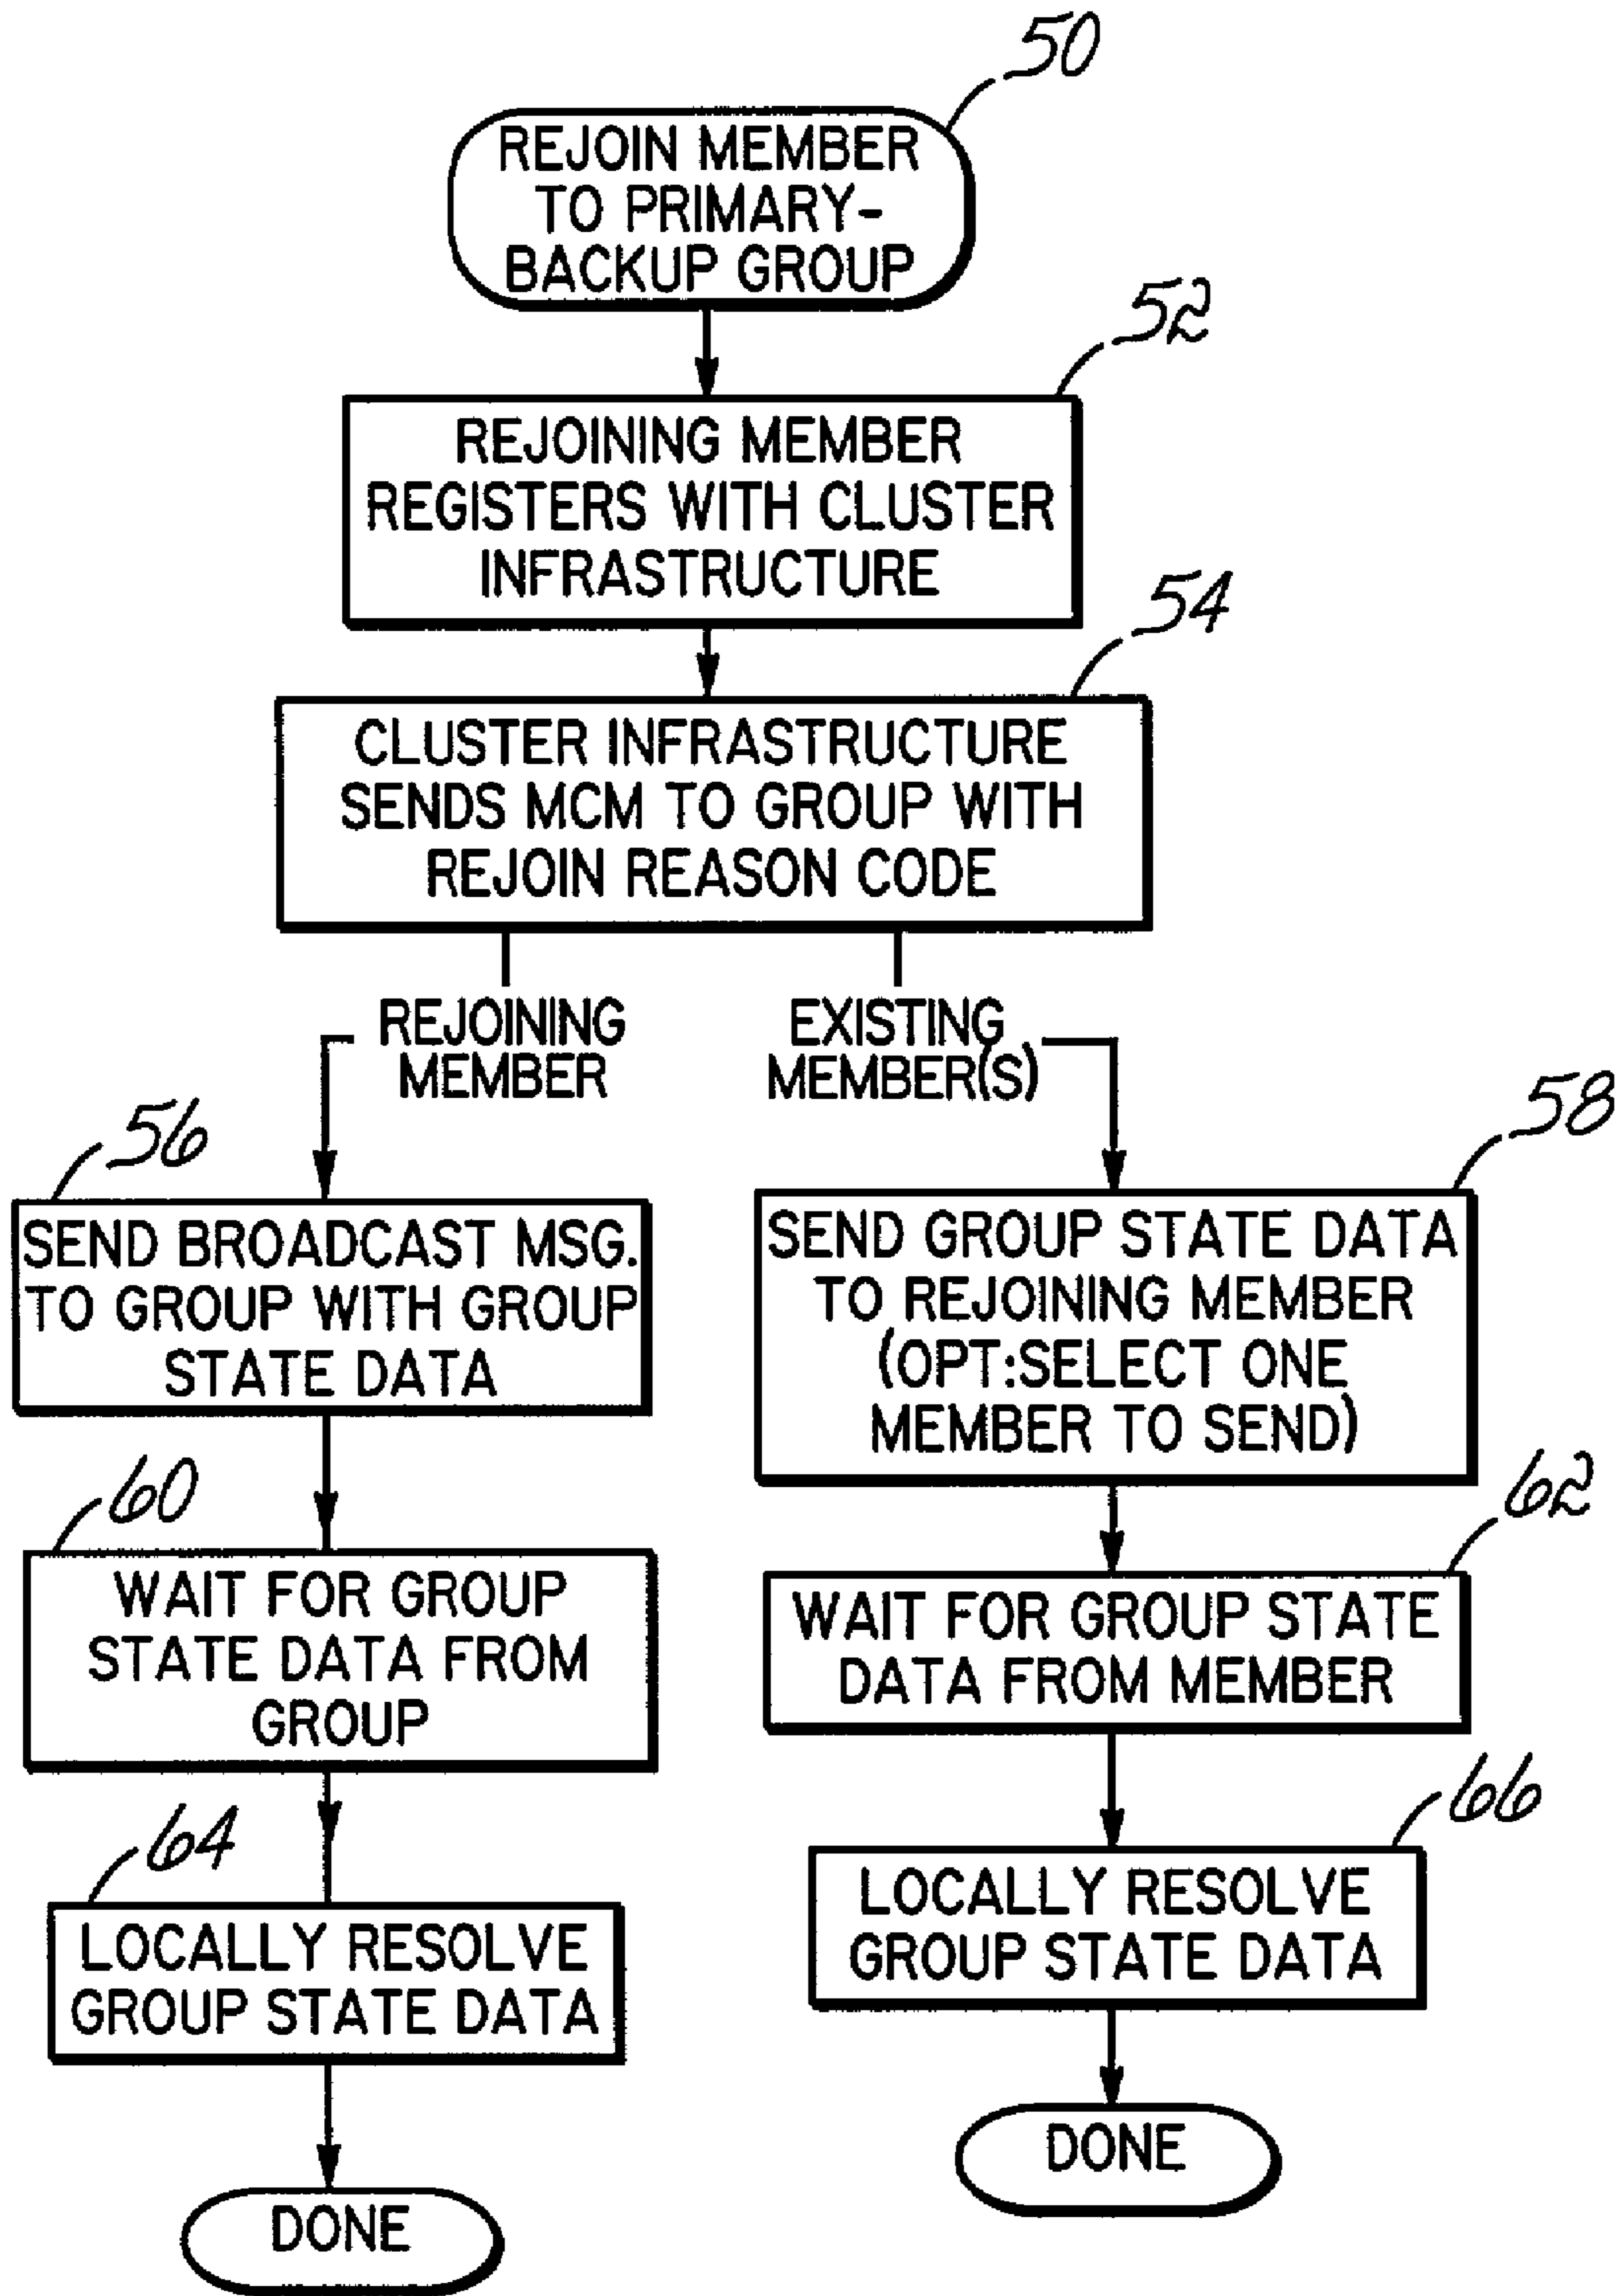 50
REJOIN MEMBER
TO PRIMARY-
BACKUP GROUP
52
REJOINING MEMBER
REGISTERS WITH CLUSTER
INFRASTRUCTURE
54
CLUSTER INFRASTRUCTURE
SENDS MCM TO GROUP WITH
REJOIN REASON CODE
REJOINING
MEMBER
EXISTING
MEMBER(S)
56
SEND BROADCAST MSG.
TO GROUP WITH GROUP
STATE DATA
58
SEND GROUP STATE DATA
TO REJOINING MEMBER
(OPT:SELECT ONE
MEMBER TO SEND)
60
WAIT FOR GROUP
STATE DATA FROM
GROUP
62
WAIT FOR GROUP STATE
DATA FROM MEMBER
64
LOCALLY RESOLVE
GROUP STATE DATA
66
LOCALLY RESOLVE
GROUP STATE DATA
DONE
DONE